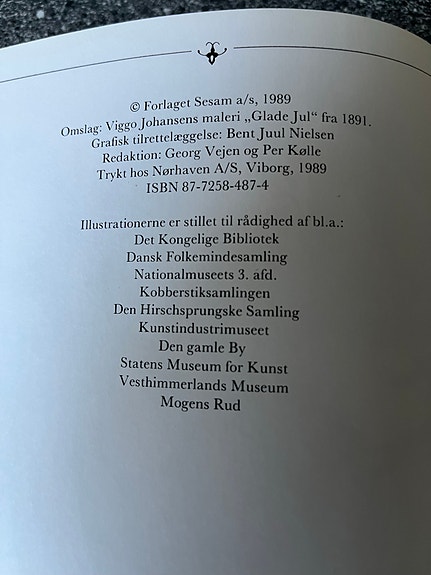 © Forlaget Sesam a/s, 1989
Omslag: Viggo Johansens maleri „Glade Jul“ fra 1891.
Grafisk tilrettelæggelse: Bent Juul Nielsen
Redaktion: Georg Vejen og Per Kølle
Trykt hos Nørhaven A/S, Viborg, 1989
ISBN 87-7258-487-4
Illustrationerne er stillet til rådighed af bl.a.:
Det Kongelige Bibliotek
Dansk Folkemindesamling
Nationalmuseets 3. afd.
Kobberstiksamlingen
Den Hirschsprungske Samling
Kunstindustrimuseet
Den gamle By
Statens Museum for Kunst
Vesthimmerlands Museum
Mogens Rud